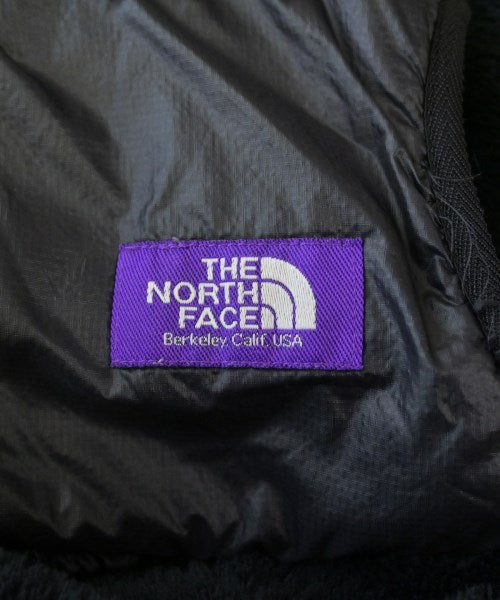 THE
NORTH
FACE
Berkeley Calif. USA